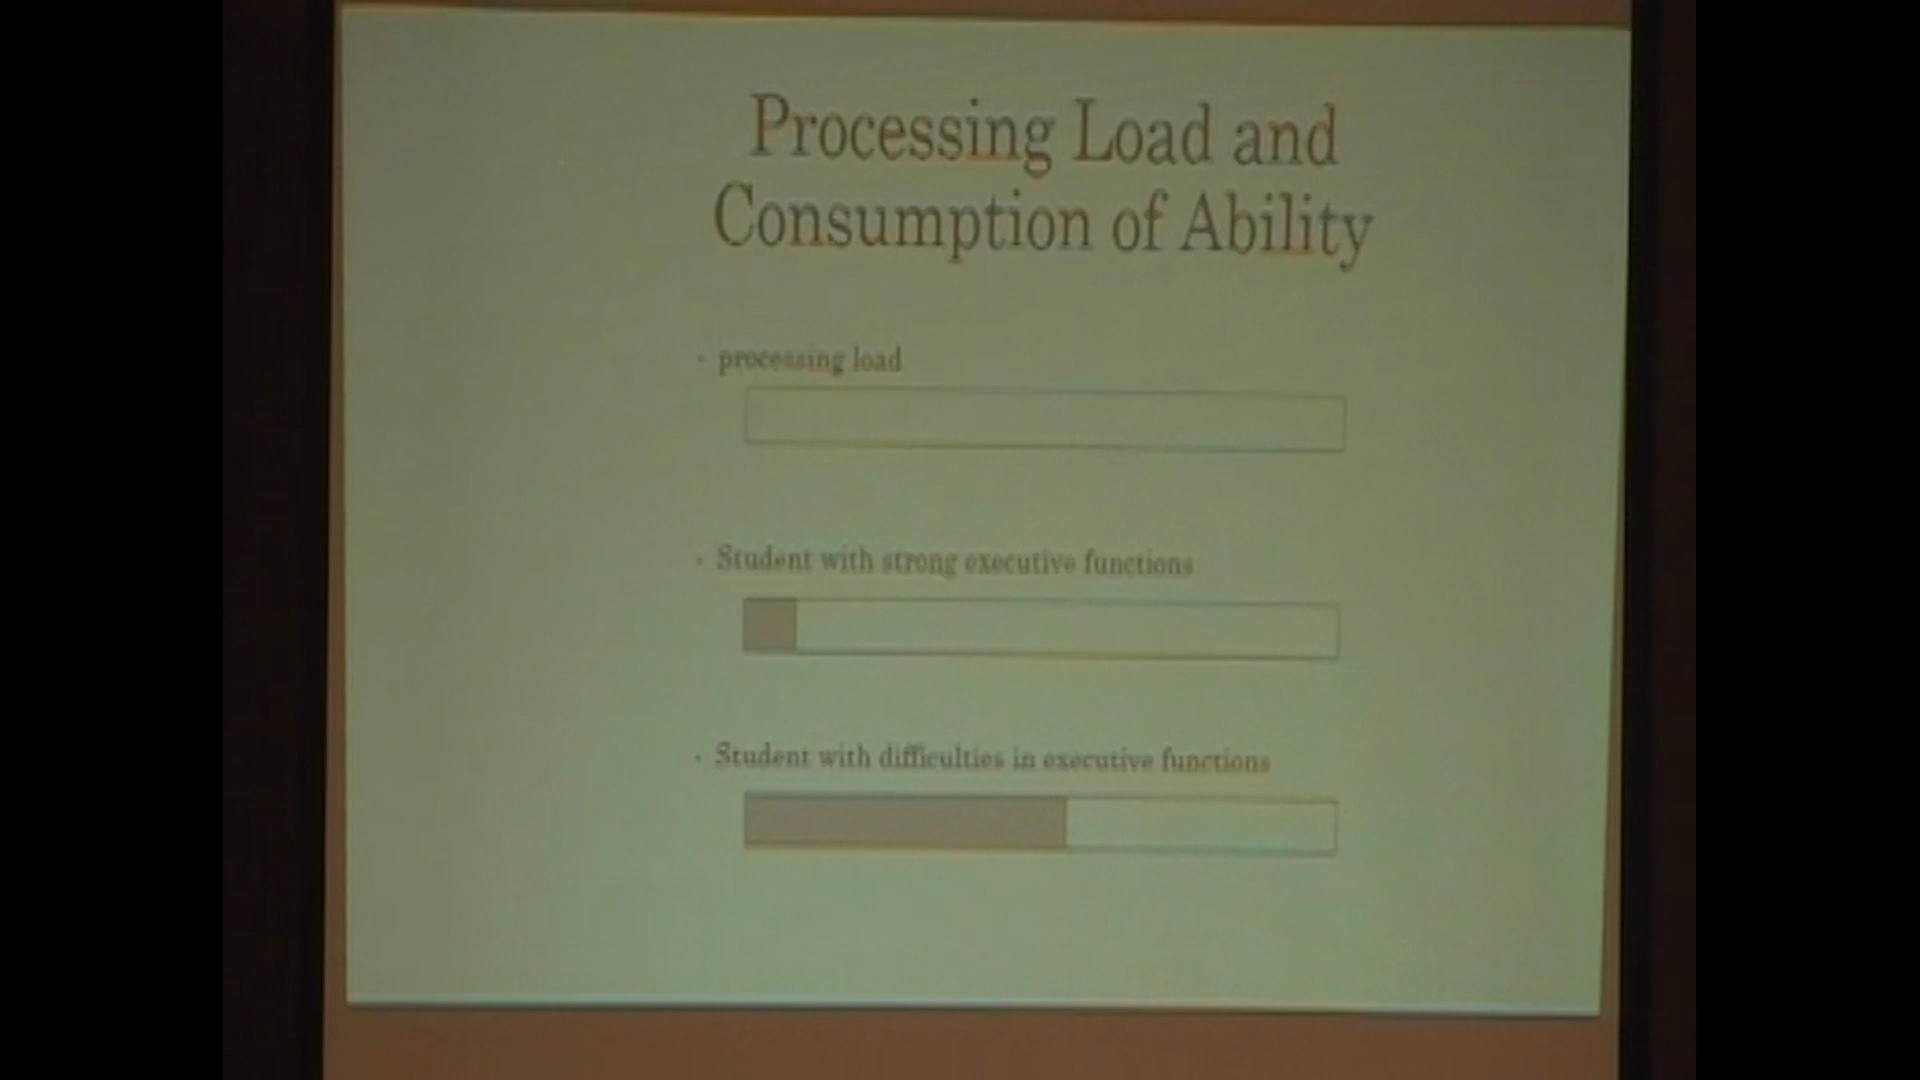 Processing Load and
Consumption of Ability
· processing load
· Student with strong executive functions
· Student with difficulties in executive functions